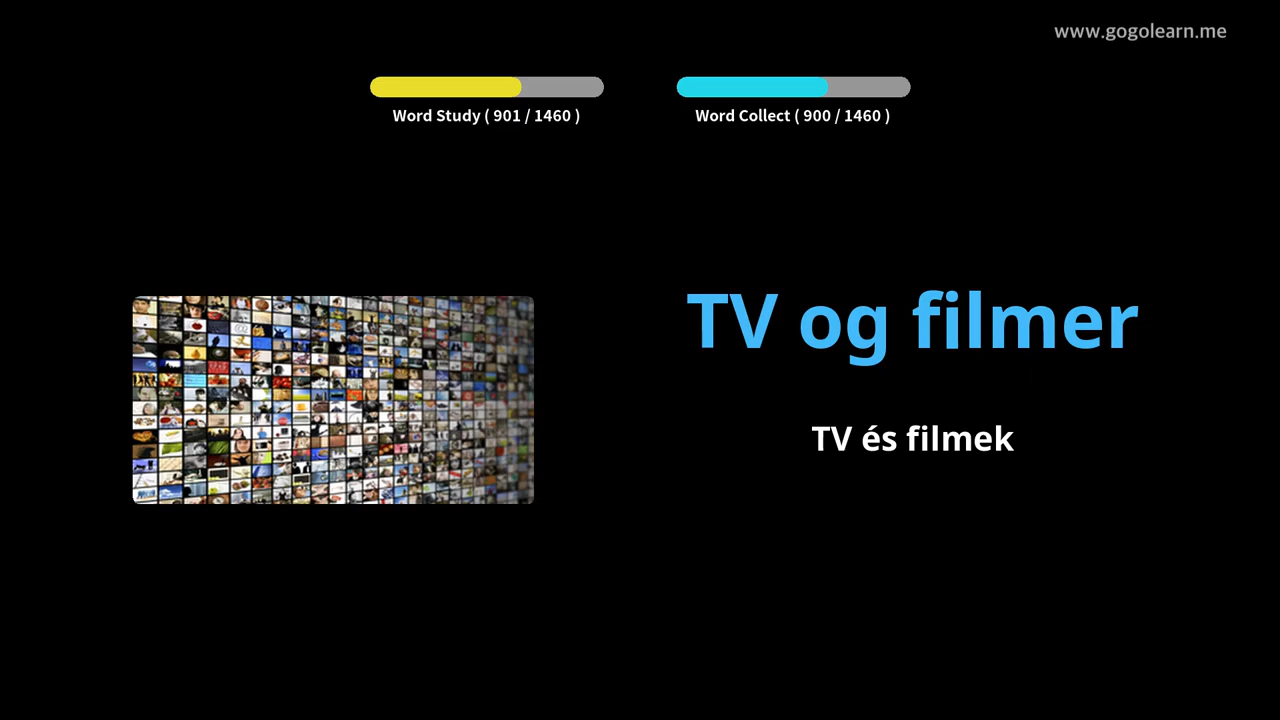 www.gogolearn.me
Word Study ( 901 / 1460 )
Word Collect ( 900 / 1460 )
TV og filmer
TV és filmek